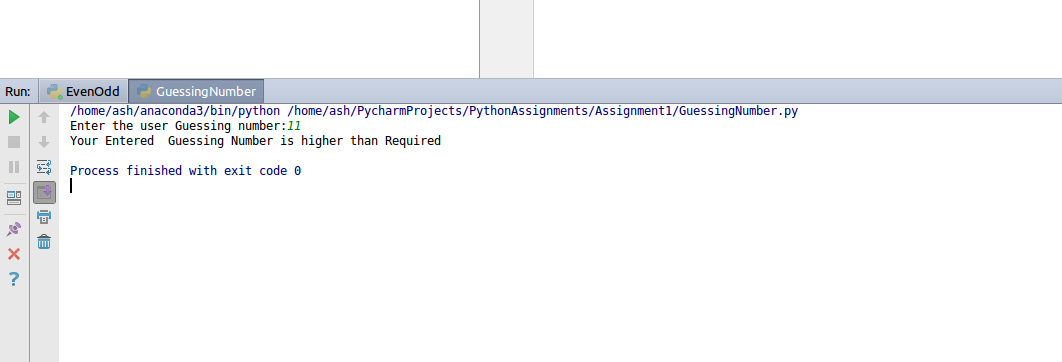 Run: EvenOdd GuessingNumber
/home/ash/anaconda3/bin/python /home/ash/PycharmProjects/PythonAssignments/Assignment1/GuessingNumber.py
Enter the user Guessing number:11
Your Entered  Guessing Number is higher than Required
Process finished with exit code 0
?